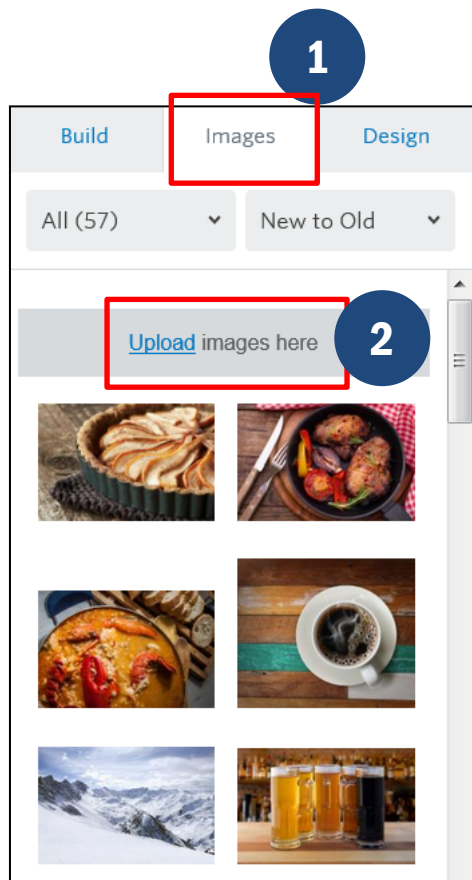 1
Build Images Design
All (57) New to Old
Upload images here 2